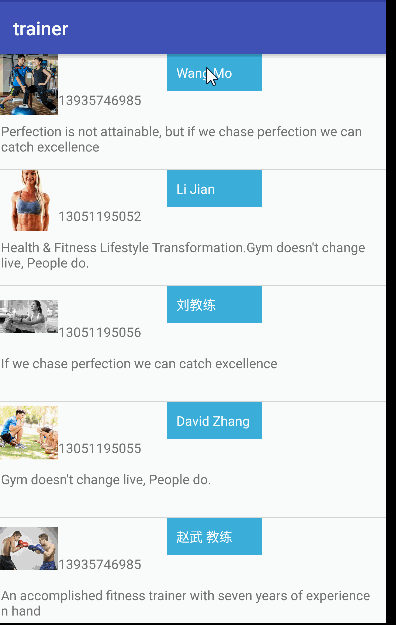 trainer
Wang Mo
13935746985
Perfection is not attainable, but if we chase perfection we can
catch excellence
Li Jian
13051195052
Health & Fitness Lifestyle Transformation.Gym doesn't change
live, People do.
刘教练
13051195056
If we chase perfection we can catch excellence
David Zhang
13051195055
Gym doesn't change live, People do.
赵武 教练
13935746985
An accomplished fitness trainer with seven years of experience
n hand